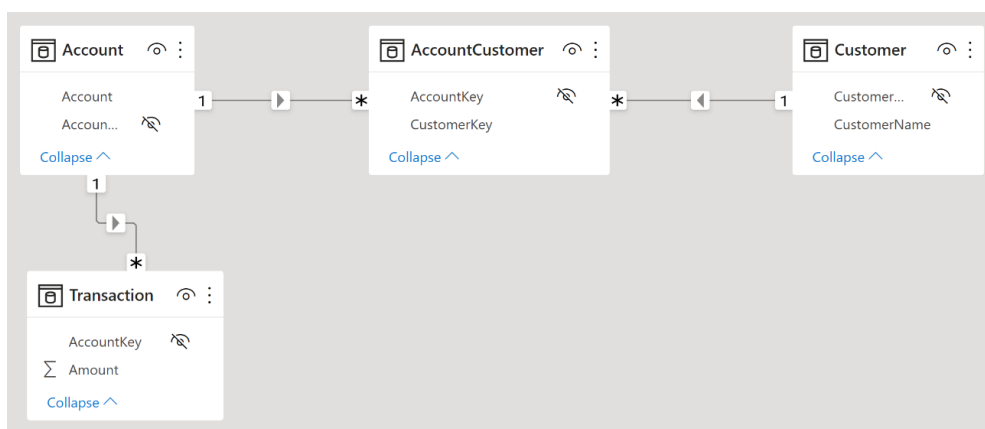 Account
Account
Accoun...
Collapse
1
*
AccountCustomer
AccountKey
CustomerKey
Collapse
*
1
Customer
Customer...
CustomerName
Collapse
1
*
Transaction
AccountKey
∑ Amount
Collapse